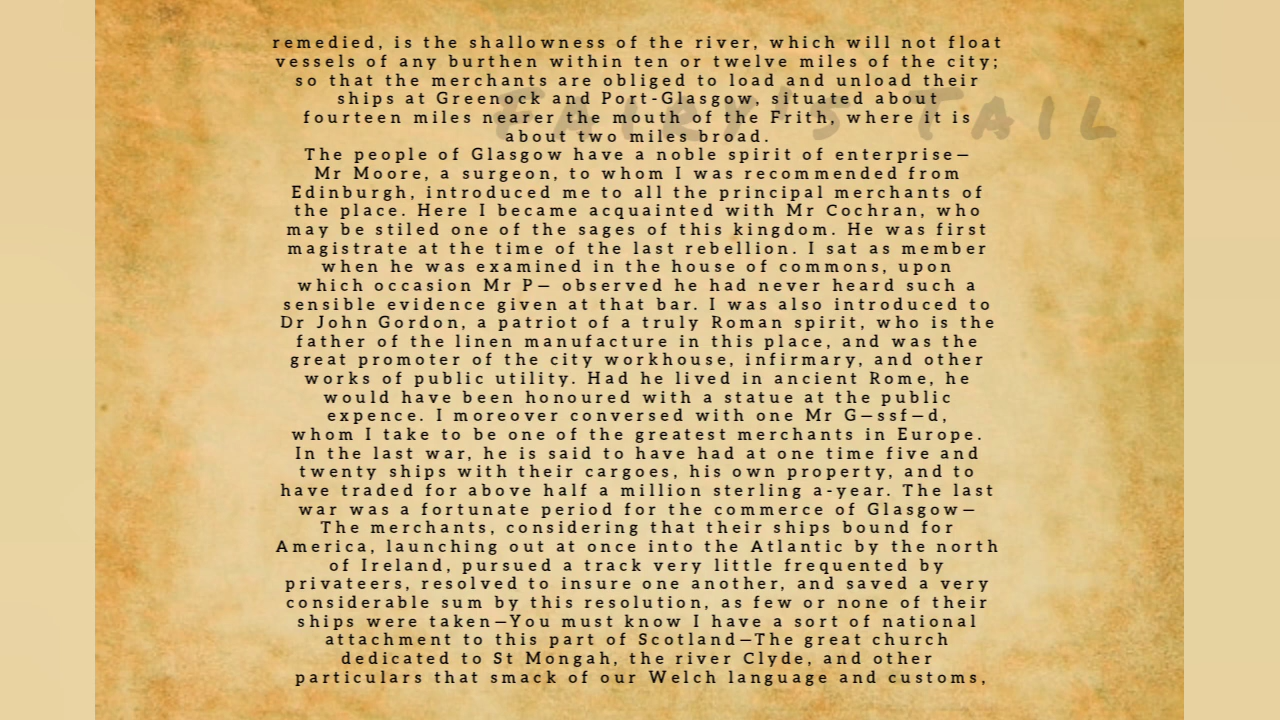 remedied, is the shallowness of the river, which will not float
vessels of any burthen within ten or twelve miles of the city;
so that the merchants are obliged to load and unload their
ships at Greenock and Port-Glasgow, situated about
fourteen miles nearer the mouth of the Frith, where it is
about two miles broad.
The people of Glasgow have a noble spirit of enterprise—
Mr Moore, a surgeon, to whom I was recommended from
Edinburgh, introduced me to all the principal merchants of
the place. Here I became acquainted with Mr Cochran, who
may be stiled one of the sages of this kingdom. He was first
magistrate at the time of the last rebellion. I sat as member
when he was examined in the house of commons, upon
which occasion Mr P— observed he had never heard such a
sensible evidence given at that bar. I was also introduced to
Dr John Gordon, a patriot of a truly Roman spirit, who is the
father of the linen manufacture in this place, and was the
great promoter of the city workhouse, infirmary, and other
works of public utility. Had he lived in ancient Rome, he
would have been honoured with a statue at the public
expence. I moreover conversed with one Mr G—ssf—d,
whom I take to be one of the greatest merchants in Europe.
In the last war, he is said to have had at one time five and
twenty ships with their cargoes, his own property, and to
have traded for above half a million sterling a-year. The last
war was a fortunate period for the commerce of Glasgow—
The merchants, considering that their ships bound for
America, launching out at once into the Atlantic by the north
of Ireland, pursued a track very little frequented by
privateers, resolved to insure one another, and saved a very
considerable sum by this resolution, as few or none of their
ships were taken—You must know I have a sort of national
attachment to this part of Scotland—The great church
dedicated to St Mongah, the river Clyde, and other
particulars that smack of our Welch language and customs,
FAIRY'S TAIL